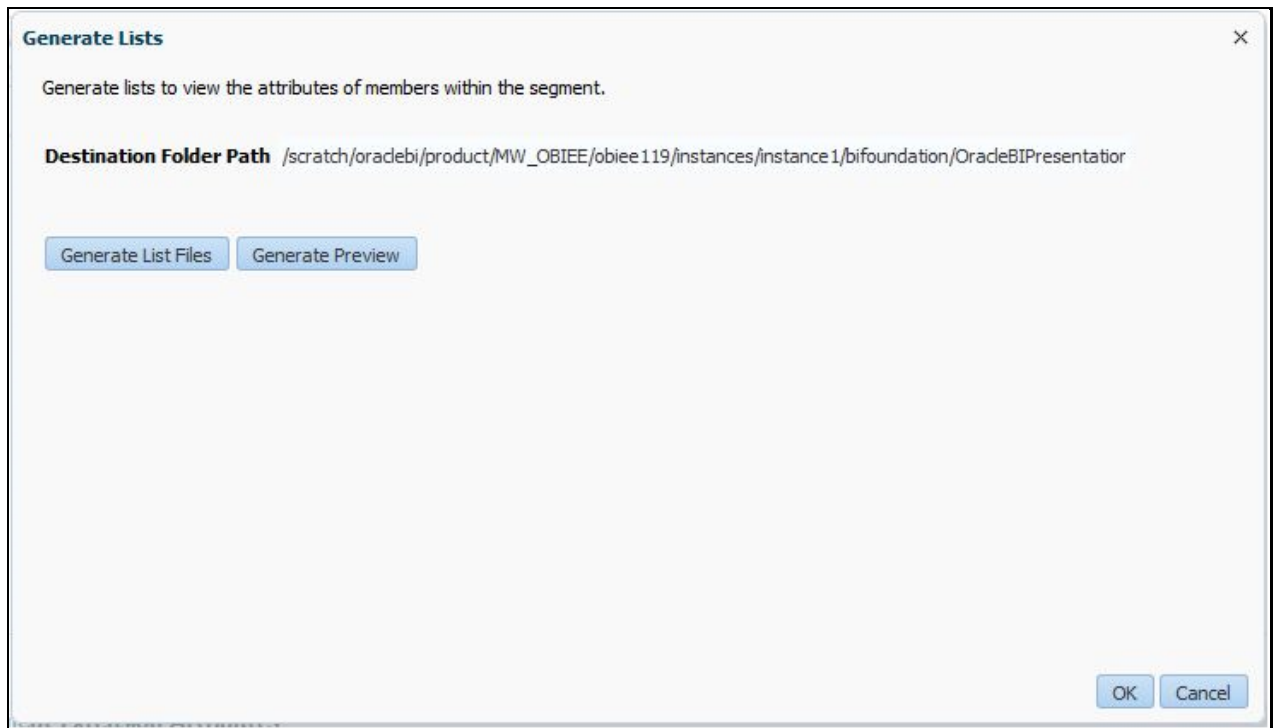 Generate Lists
Generate lists to view the attributes of members within the segment.
Destination Folder Path /scratch/oraclebi/product/MW_OBIEE/obiee119/instances/instance1/bifoundation/OracleBIPresentatior
Generate List Files Generate Preview
OK Cancel